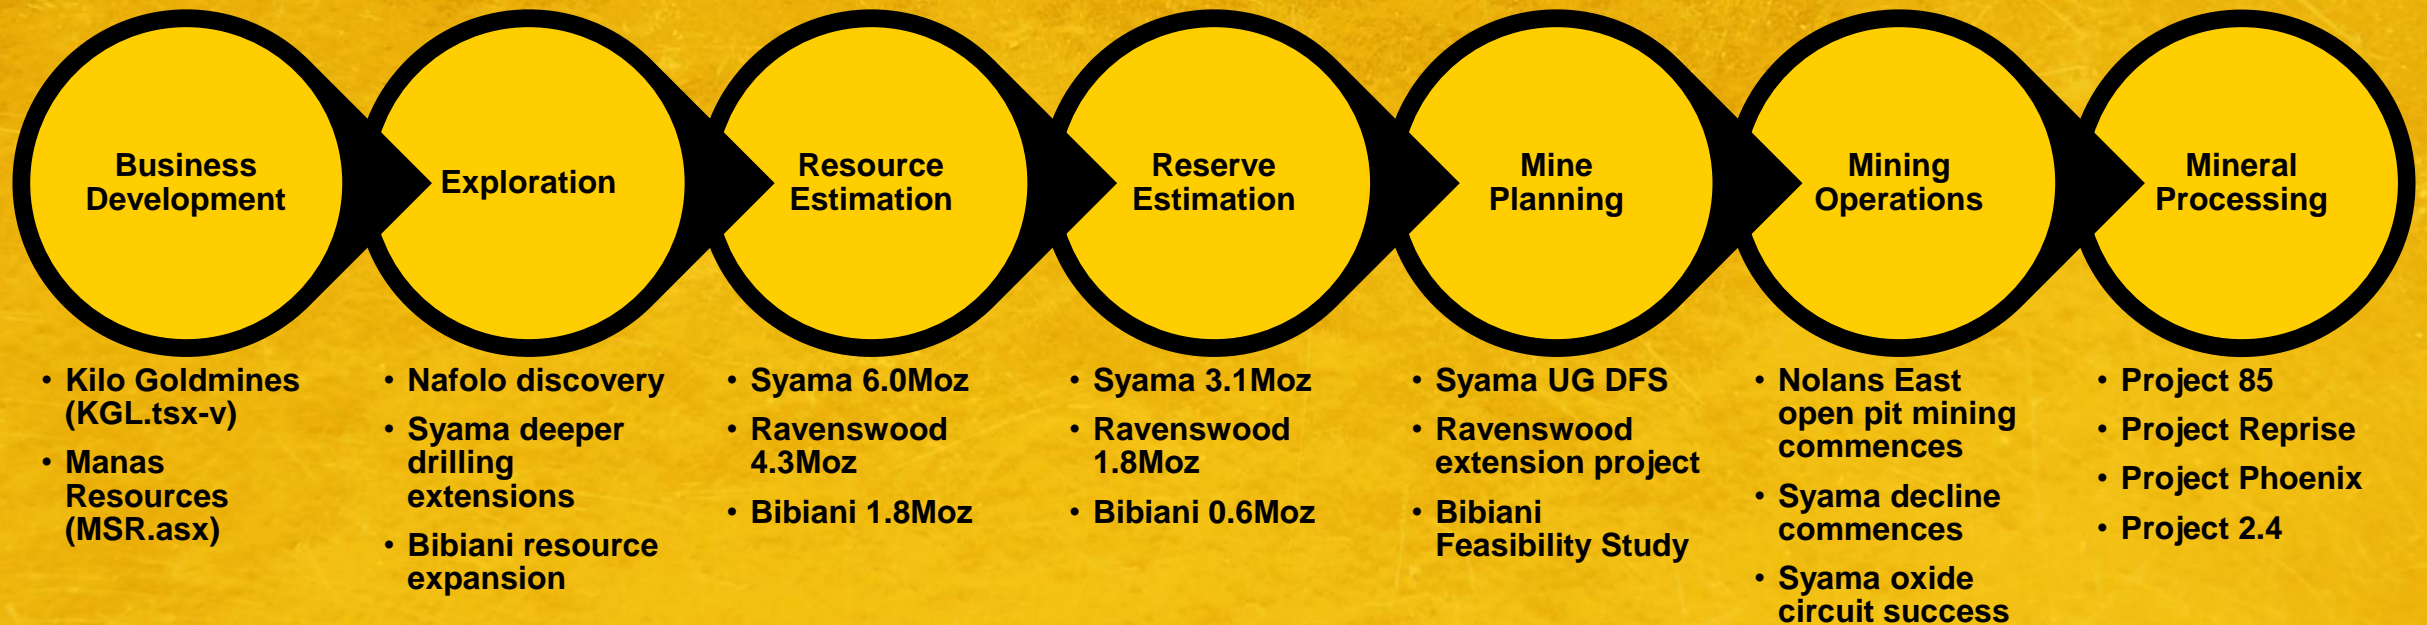 Business
Development
Exploration
Resource
Estimation
Reserve
Estimation
Mine
Planning
Mining
Operations
Mineral
Processing
• Kilo Goldmines
(KGL.tsx-v)
• Manas
Resources
(MSR.asx)
• Nafolo discovery
• Syama deeper
drilling
extensions
• Bibiani resource
expansion
• Syama 6.0Moz
• Ravenswood
4.3Moz
• Bibiani 1.8Moz
• Syama 3.1Moz
• Ravenswood
1.8Moz
• Bibiani 0.6Moz
• Syama UG DFS
• Ravenswood
extension project
• Bibiani
Feasibility Study
• Nolans East
open pit mining
commences
• Syama decline
commences
• Syama oxide
circuit success
• Project 85
• Project Reprise
• Project Phoenix
• Project 2.4